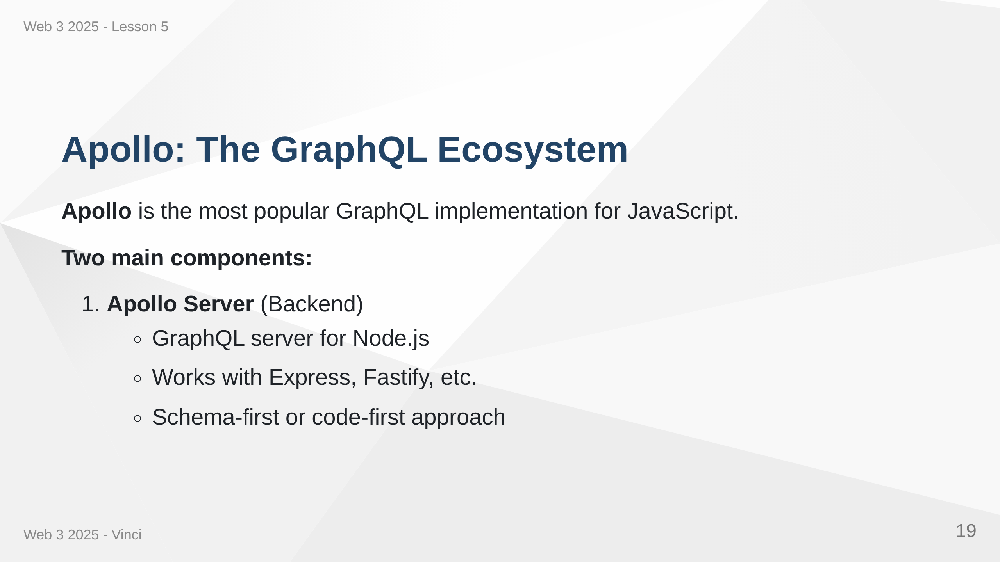 Web 3 2025 - Lesson 5
Apollo: The GraphQL Ecosystem
Apollo is the most popular GraphQL implementation for JavaScript.
Two main components:
1. Apollo Server (Backend)
◦ GraphQL server for Node.js
◦ Works with Express, Fastify, etc.
◦ Schema-first or code-first approach
Web 3 2025 - Vinci
19